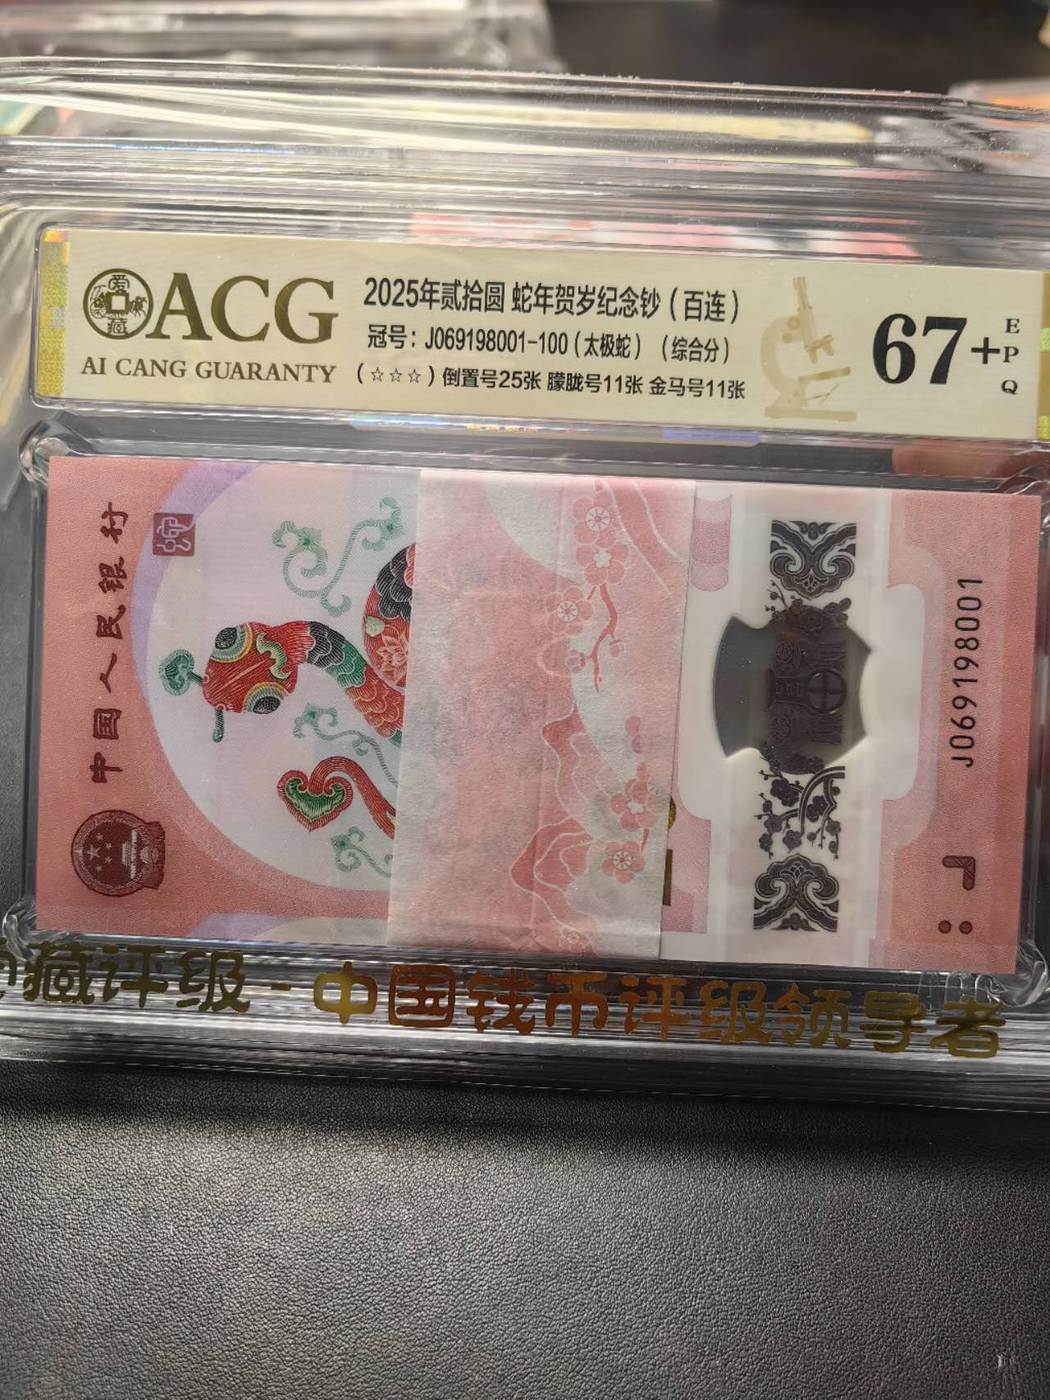 ACG
AI CANG GUARANTY
2025年贰拾圆 蛇年贺岁纪念钞（百连）
冠号：J069198001-100（太极蛇）（综合分）
（☆☆☆）倒置号25张 朦胧号11张 金马号11张
67+
EPQ
爱藏
中国人民银行
J069198001
藏评级-中国钱币评级领导者